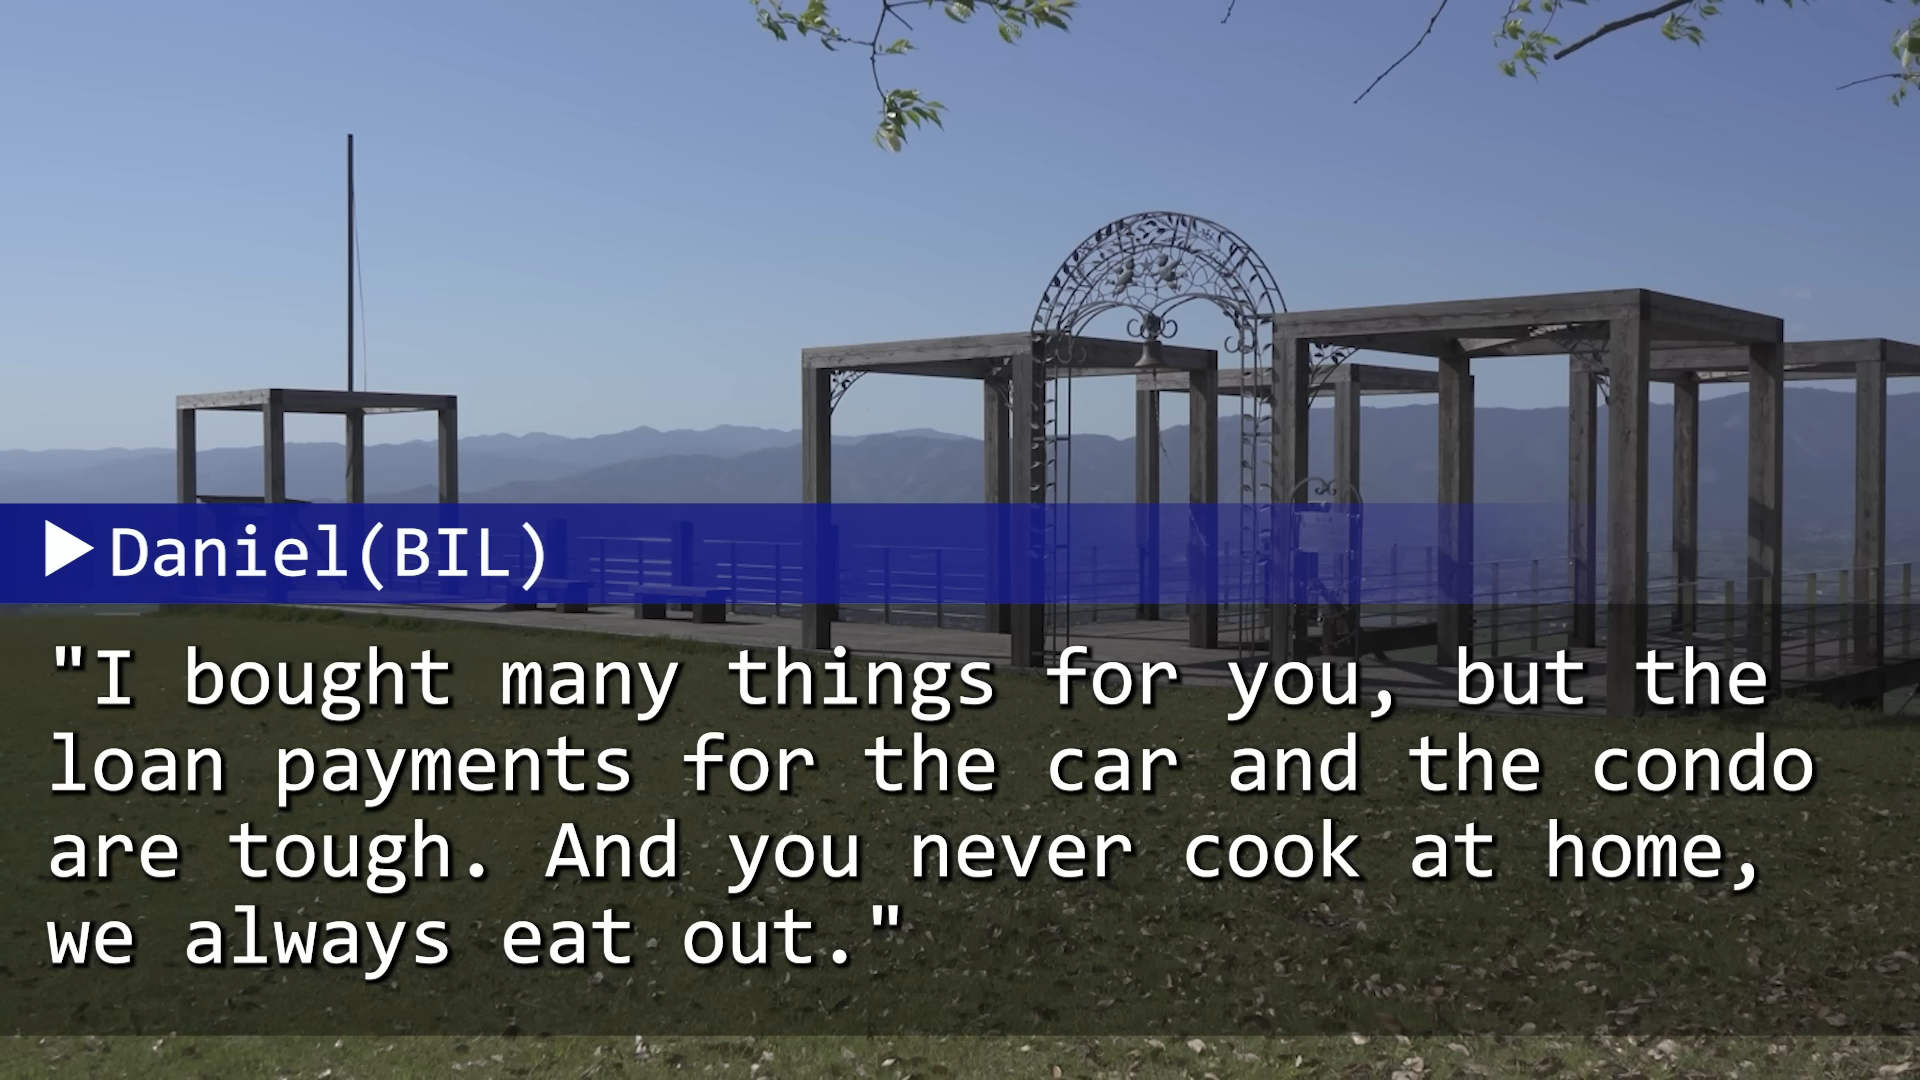 ▶Daniel(BIL)
"I bought many things for you, but the
loan payments for the car and the condo
are tough. And you never cook at home,
we always eat out."